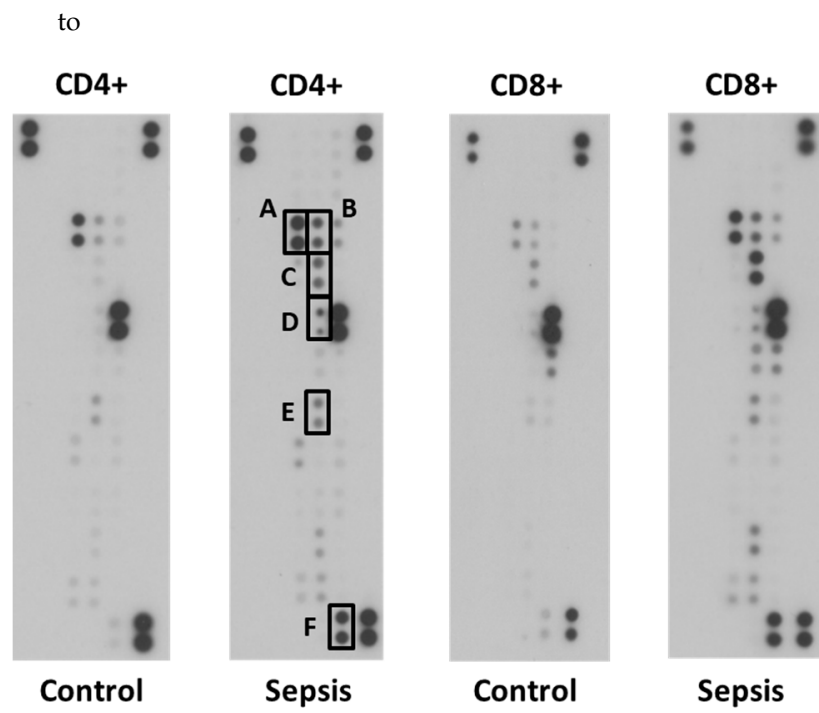 to
CD4+ CD4+ CD8+ CD8+
A B
C
D
E
F
Control Sepsis Control Sepsis